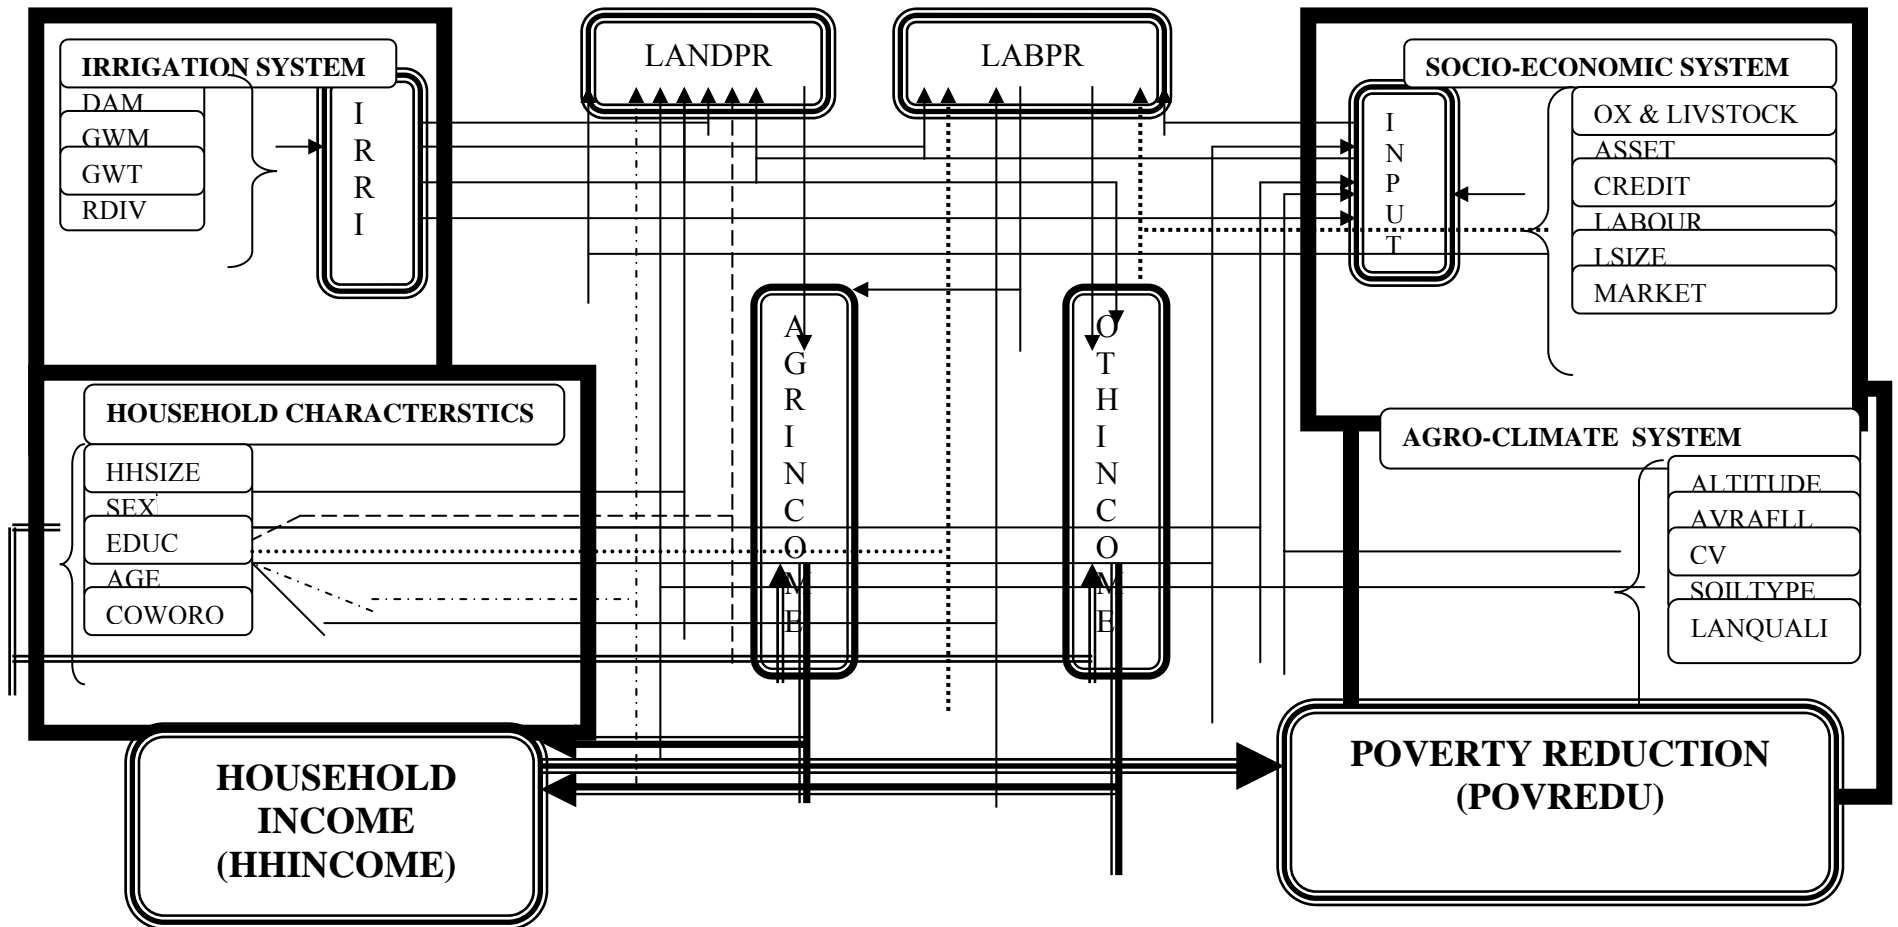 LANDPR
LABPR
IRRIGATION SYSTEM
DAM
GWM
GWT
RDIV
I
R
R
I
SOCIO-ECONOMIC SYSTEM
I
N
P
U
T
OX & LIVSTOCK
ASSET
CREDIT
LABOUR
LSIZE
MARKET
A
G
R
I
N
C
O
M
E
O
T
H
I
N
C
O
M
E
HOUSEHOLD CHARACTERSTICS
HHSIZE
SEX
EDUC
AGE
COWORO
AGRO-CLIMATE SYSTEM
ALTITUDE
AVRAFLL
CV
SOILTYPE
LANQUALI
HOUSEHOLD
INCOME
(HHINCOME)
POVERTY REDUCTION
(POVREDU)